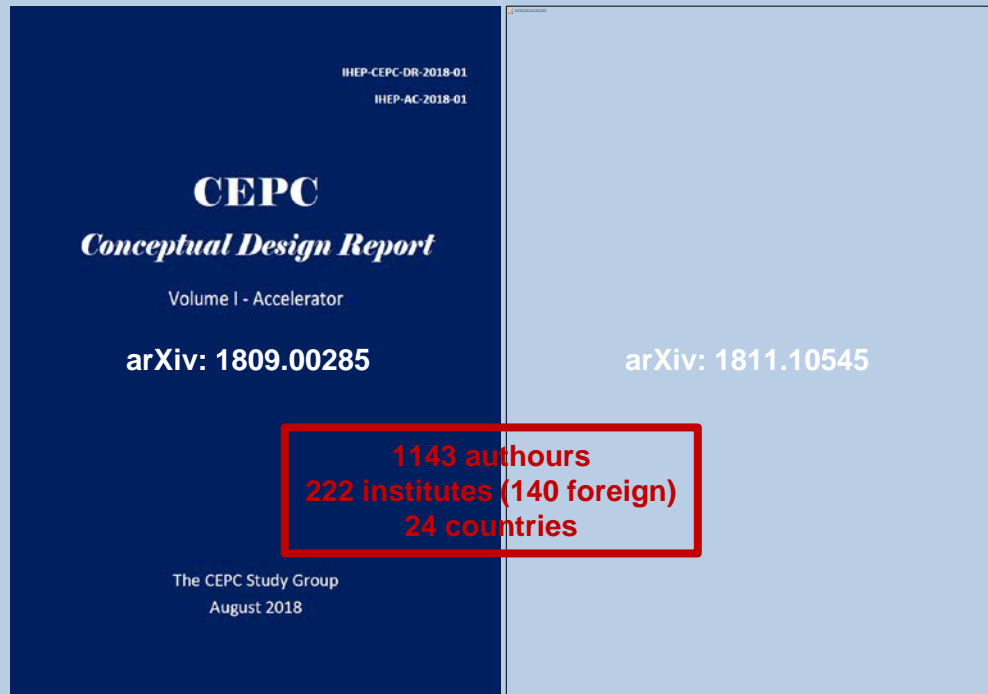 IHEP-CEPC-DR-2018-01
IHEP-AC-2018-01
CEPC
Conceptual Design Report
Volume I - Accelerator
arXiv: 1809.00285
arXiv: 1811.10545
1143 authours
222 institutes (140 foreign)
24 countries
The CEPC Study Group
August 2018